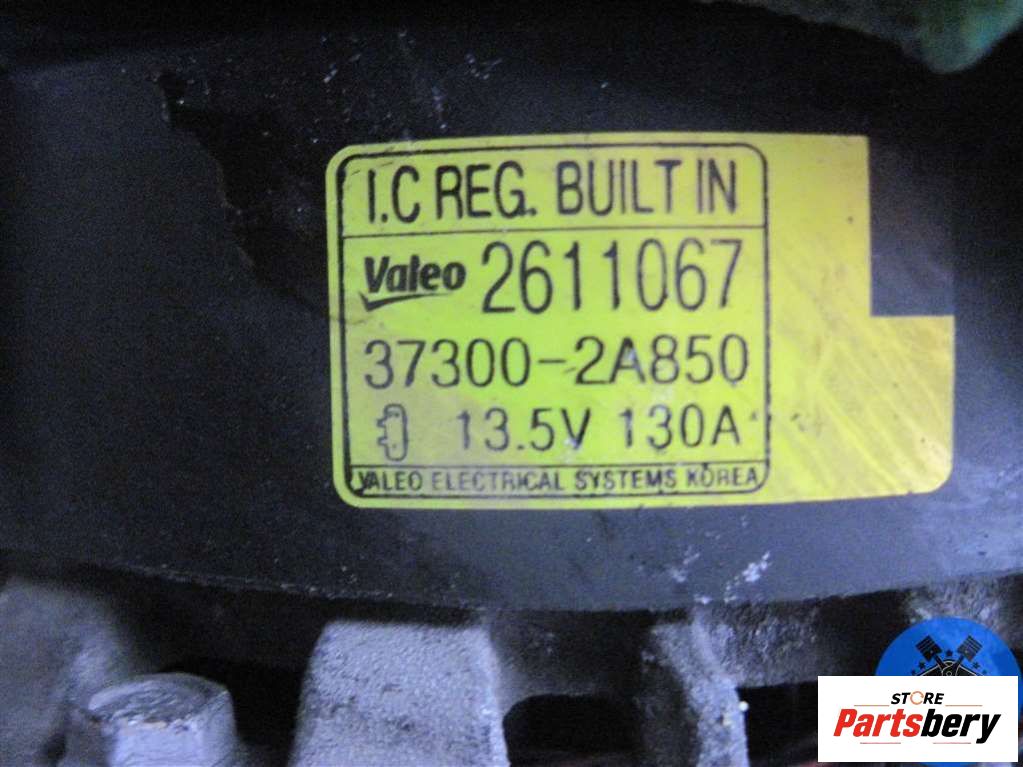 I.C REG. BUILT IN
Valeo 2611067
37300-2A850
13.5V 130A
VALEO ELECTRICAL SYSTEMS KOREA
STORE
Partsbery